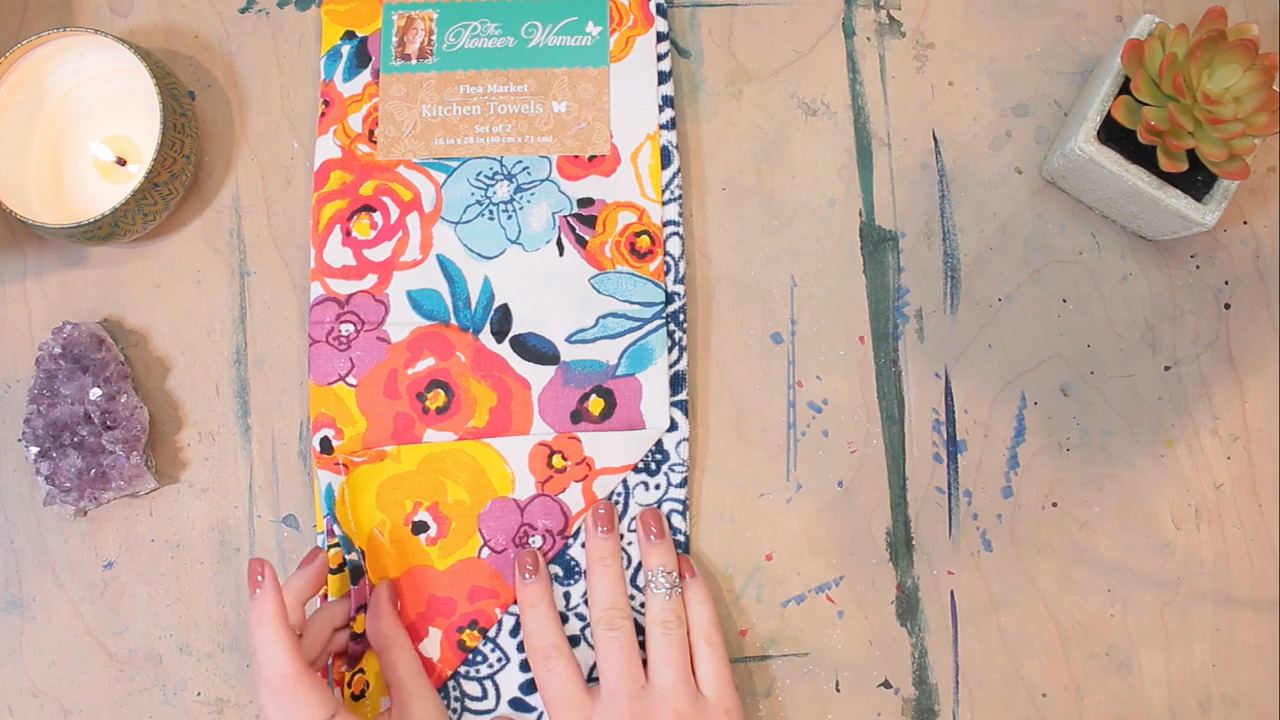 The
Pioneer Woman
Flea Market
Kitchen Towels
Set of 2
16 in x 28 in (40 cm x 71 cm)